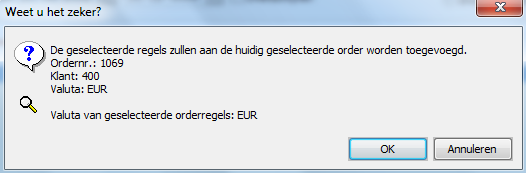 Weet u het zeker?
De geselecteerde regels zullen aan de huidig geselecteerde order worden toegevoegd.
Ordernr.: 1069
Klant: 400
Valuta: EUR
Valuta van geselecteerde orderregels: EUR
OK
Annuleren